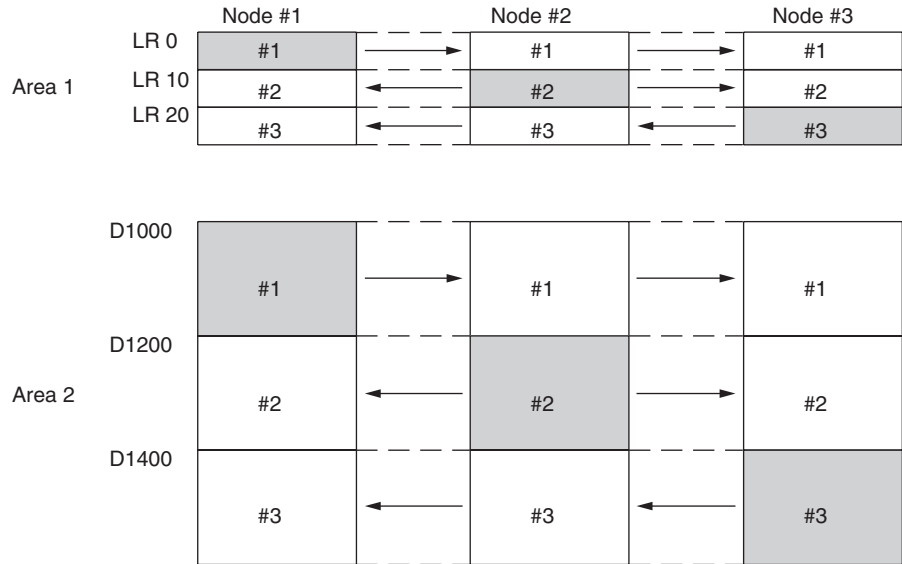 Node #1 Node #2 Node #3
LR 0
#1 #1 #1
Area 1
LR 10
#2 #2 #2
LR 20
#3 #3 #3
D1000
#1 #1 #1
D1200
Area 2
#2 #2 #2
D1400
#3 #3 #3